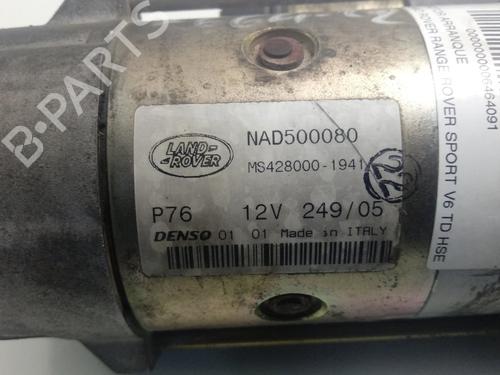 LAND-
ROVER
NAD500080
MS428000-1941
P76 12V 249/05
DENSO 01 01 Made in ITALY
ARRANQUE
ROVER RANGE ROVER SPORT V6 TD HSE